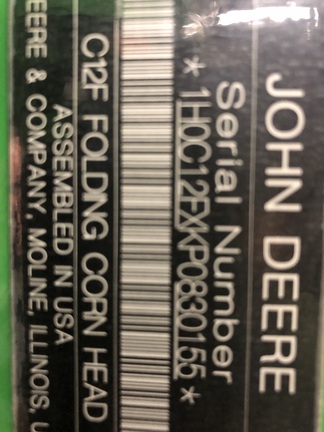 JOHN DEERE
Serial Number
* 1H0C12FXKP0830155 *
C12F FOLDING CORN HEAD
ASSEMBLED IN USA
DEERE & COMPANY, MOLINE, ILLINOIS, U